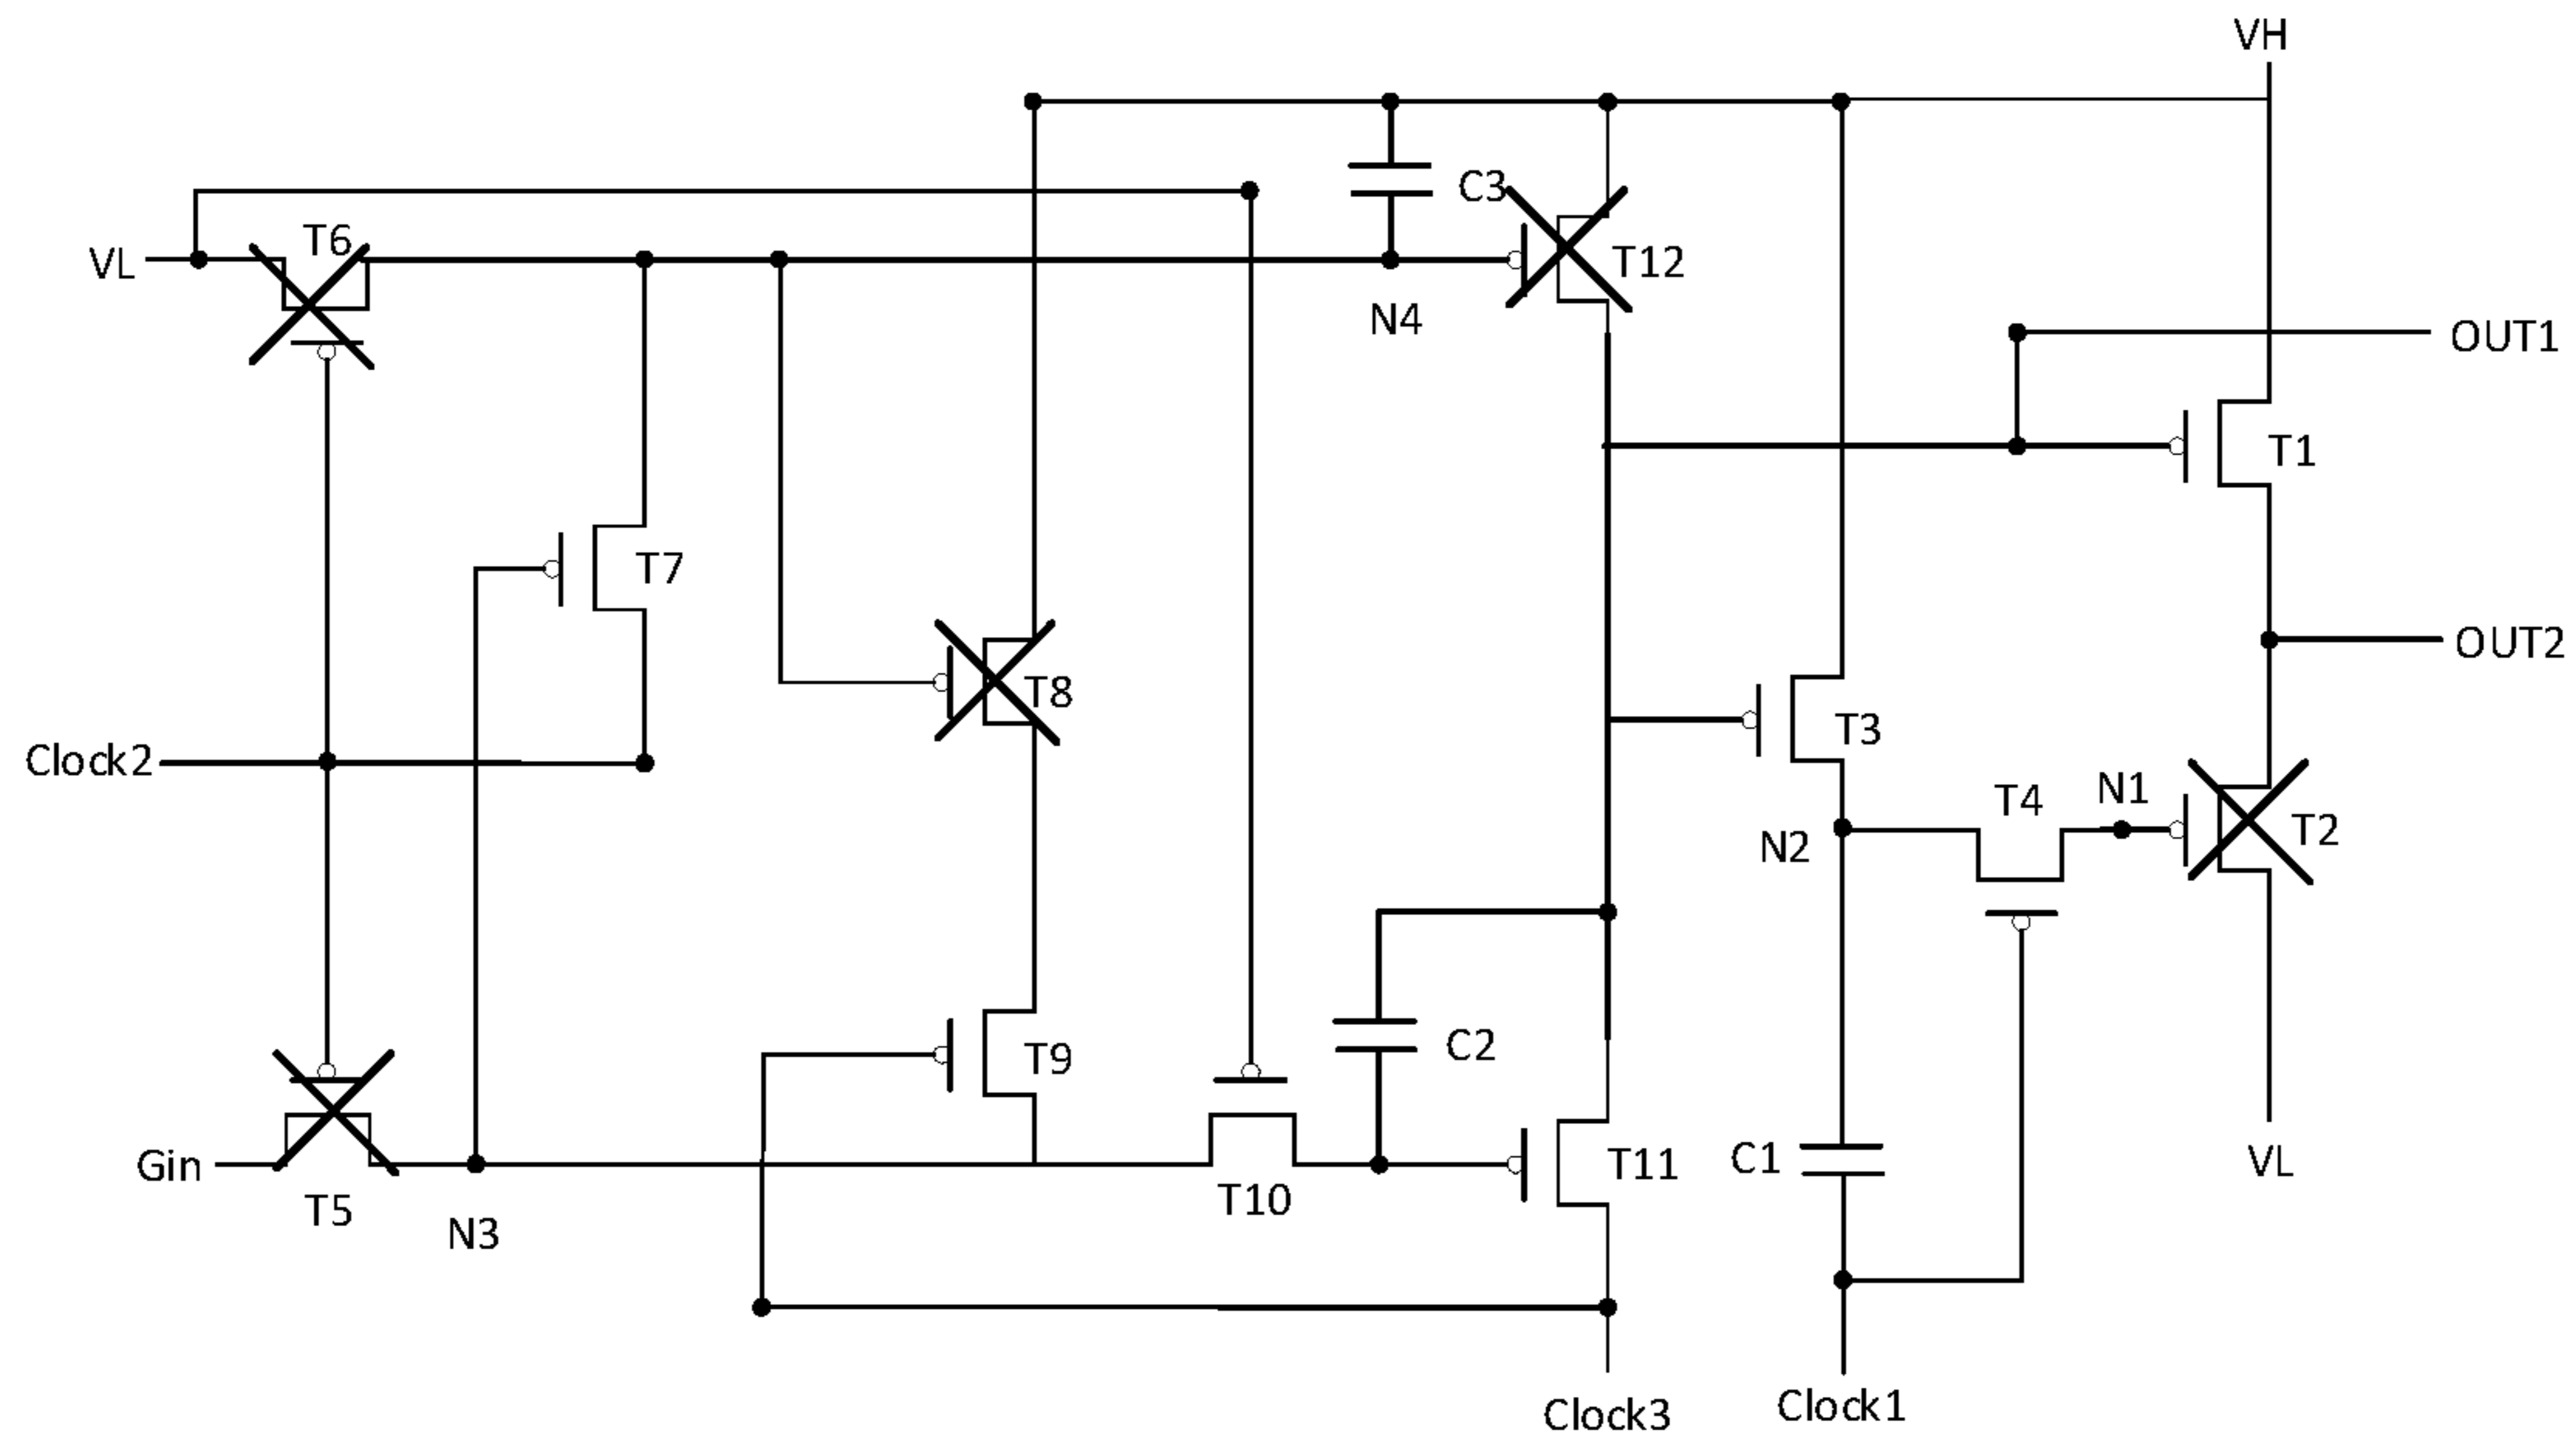 VH
C3
T6
VL
T12
N4
OUT1
T1
T7
OUT2
T8
T3
Clock2
T4
N1
T2
N2
T9
C2
Gin
T10
T11
C1
VL
T5
N3
Clock3
Clock1